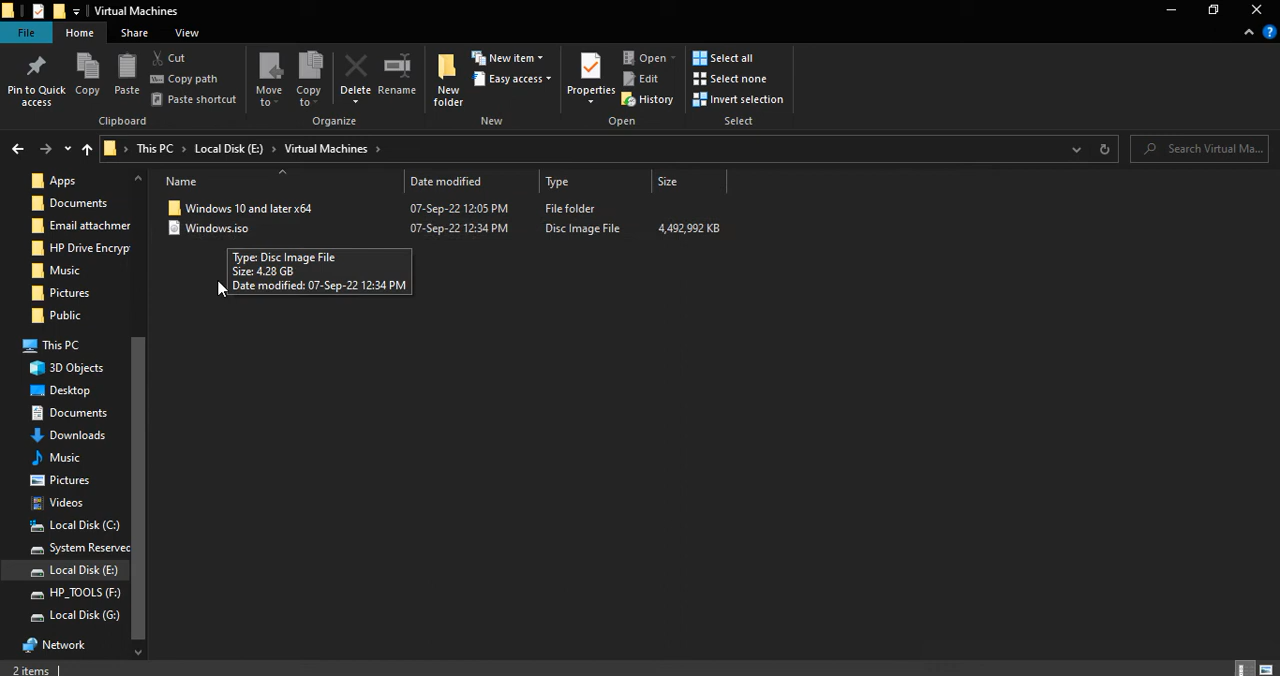 Virtual Machines
File Home Share View
Pin to Quick access
Copy
Paste
Cut
Copy path
Paste shortcut
Clipboard
Move to
Copy to
Delete
Rename
Organize
New folder
New item
Easy access
New
Properties
Open
Edit
History
Open
Select all
Select none
Invert selection
Select
This PC Local Disk (E:) Virtual Machines
Search Virtual Ma...
Apps
Documents
Email attachmer
HP Drive Encryp
Music
Pictures
Public
This PC
3D Objects
Desktop
Documents
Downloads
Music
Pictures
Videos
Local Disk (C:)
System Reserved
Local Disk (E:)
HP_TOOLS (F:)
Local Disk (G:)
Network
Name Date modified Type Size
Windows 10 and later x64 07-Sep-22 12:05 PM File folder
Windows.iso 07-Sep-22 12:34 PM Disc Image File 4,492,992 KB
Type: Disc Image File
Size: 4.28 GB
Date modified: 07-Sep-22 12:34 PM
2 items